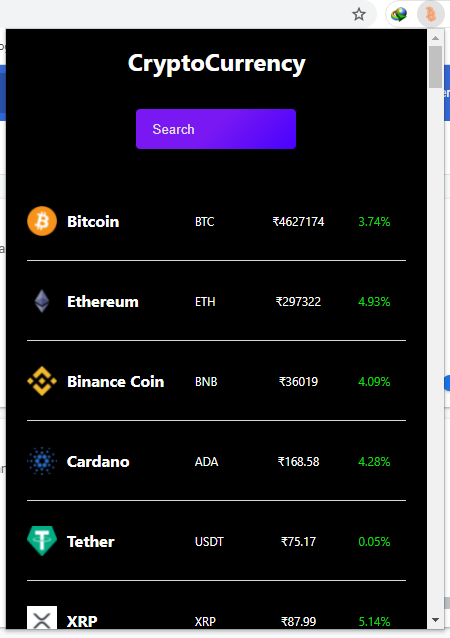 CryptoCurrency
Search
Bitcoin BTC ₹4627174 3.74%
Ethereum ETH ₹297322 4.93%
Binance Coin BNB ₹36019 4.09%
Cardano ADA ₹168.58 4.28%
Tether USDT ₹75.17 0.05%
XRP XRP ₹87.99 5.14%